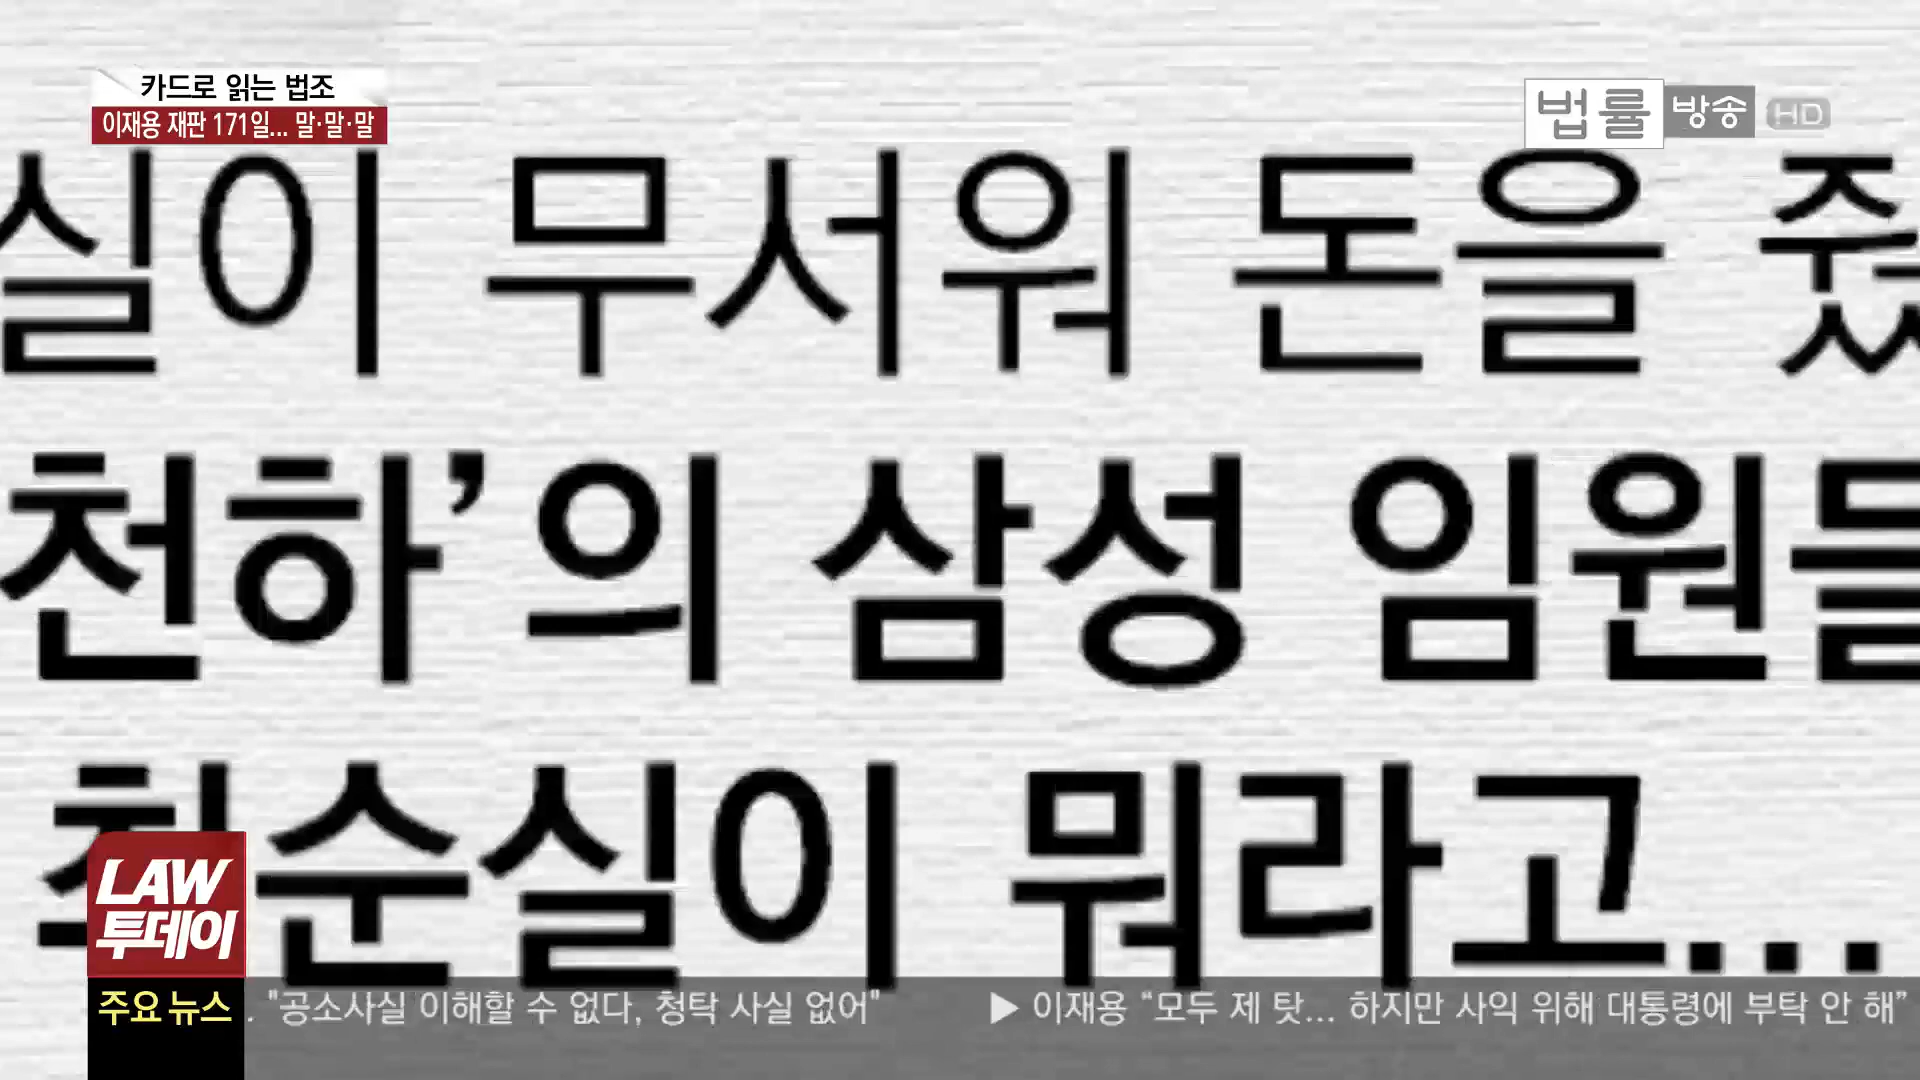 카드로 읽는 법조
이재용 재판 171일... 말·말·말
법률방송 HD
실이 무서워 돈을 줬
천하’의 삼성 임원들
최순실이 뭐라고...
LAW
투데이
주요뉴스
. "공소사실 이해할 수 없다, 청탁 사실 없어" ▶ 이재용 “모두 제 탓... 하지만 사익 위해 대통령에 부탁 안 해”